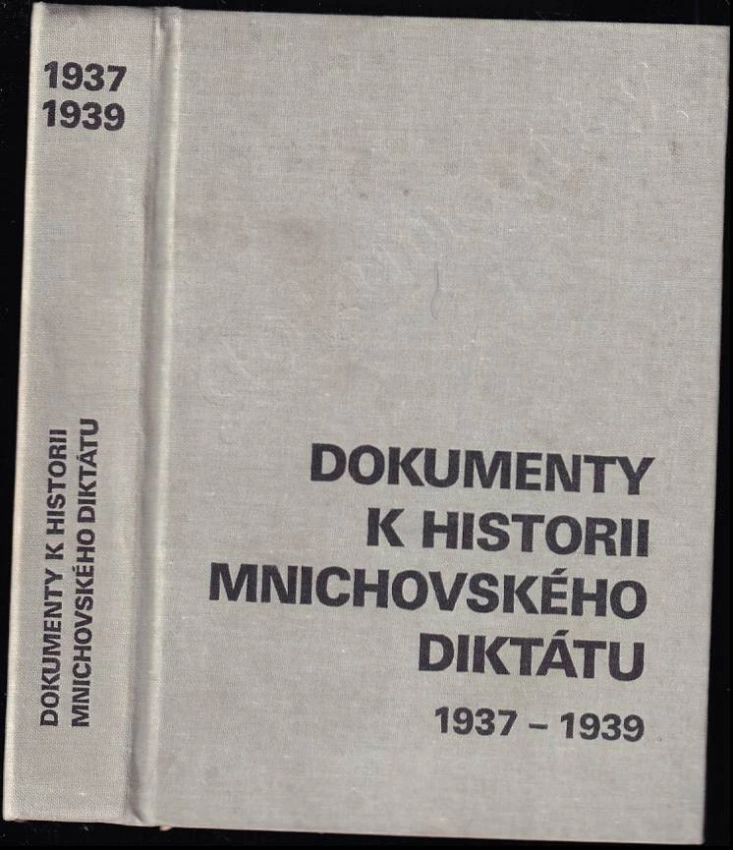 1937
1939
DOKUMENTY K HISTORII
MNICHOVSKÉHO DIKTÁTU
DOKUMENTY
K HISTORII
MNICHOVSKÉHO
DIKTÁTU
1937 – 1939